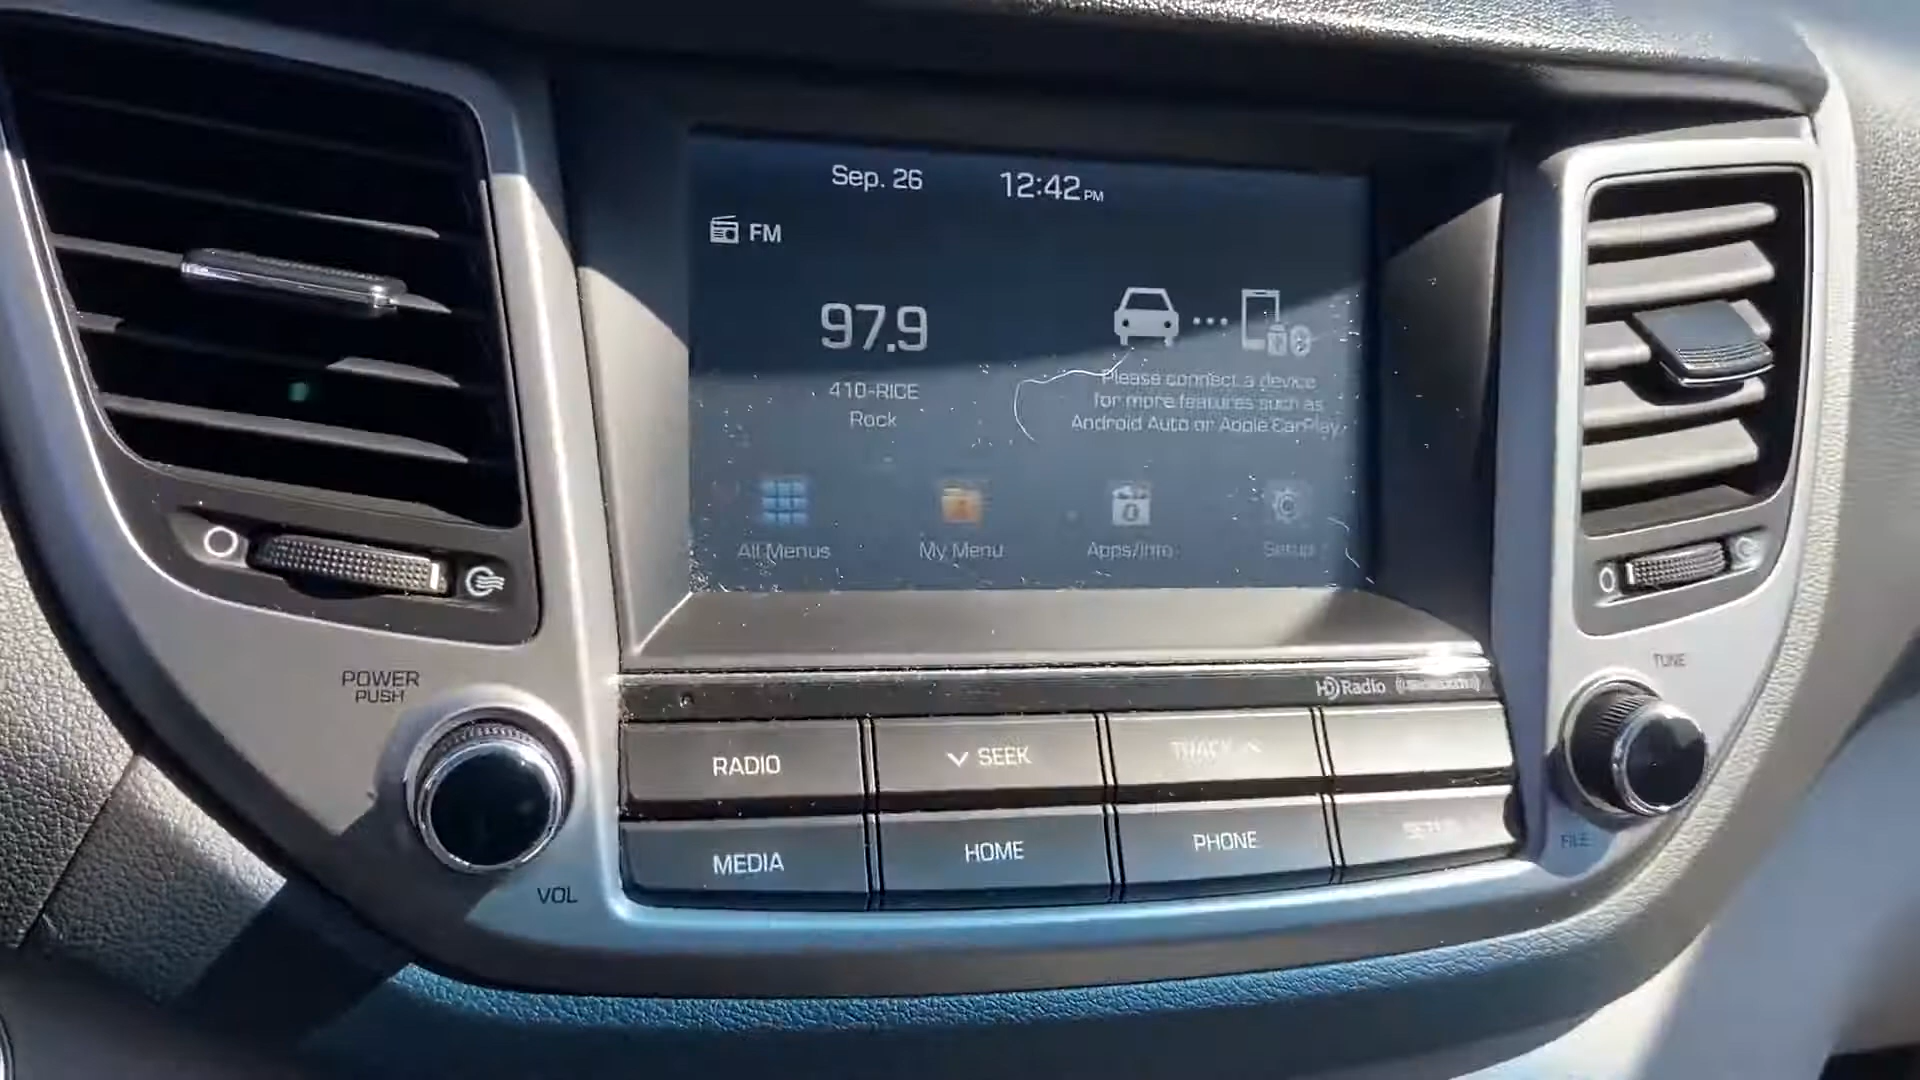 Sep. 26
12:42 PM
FM
97.9
410-RICE
Rock
Please connect a device
for more features such as
Android Auto or Apple CarPlay.
All Menus
My Menu
Apps/Info
Setup
POWER
PUSH
VOL
HD Radio
RADIO
SEEK
TRACK
MEDIA
HOME
PHONE
SETUP
TUNE
FILE